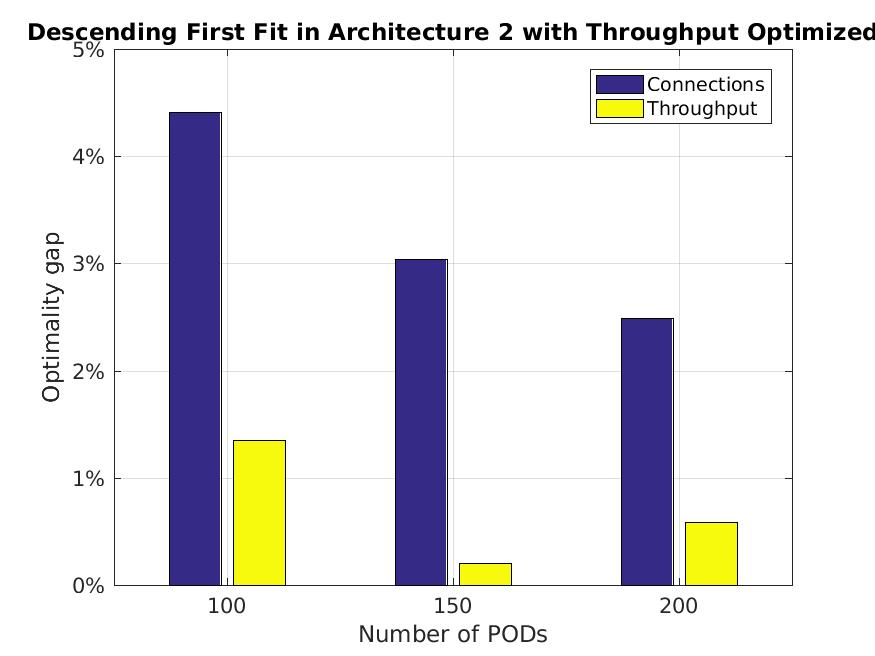 Descending First Fit in Architecture 2 with Throughput Optimized
5%
Connections
Throughput
4%
3%
Optimality gap
2%
1%
0%
100 150 200
Number of PODs